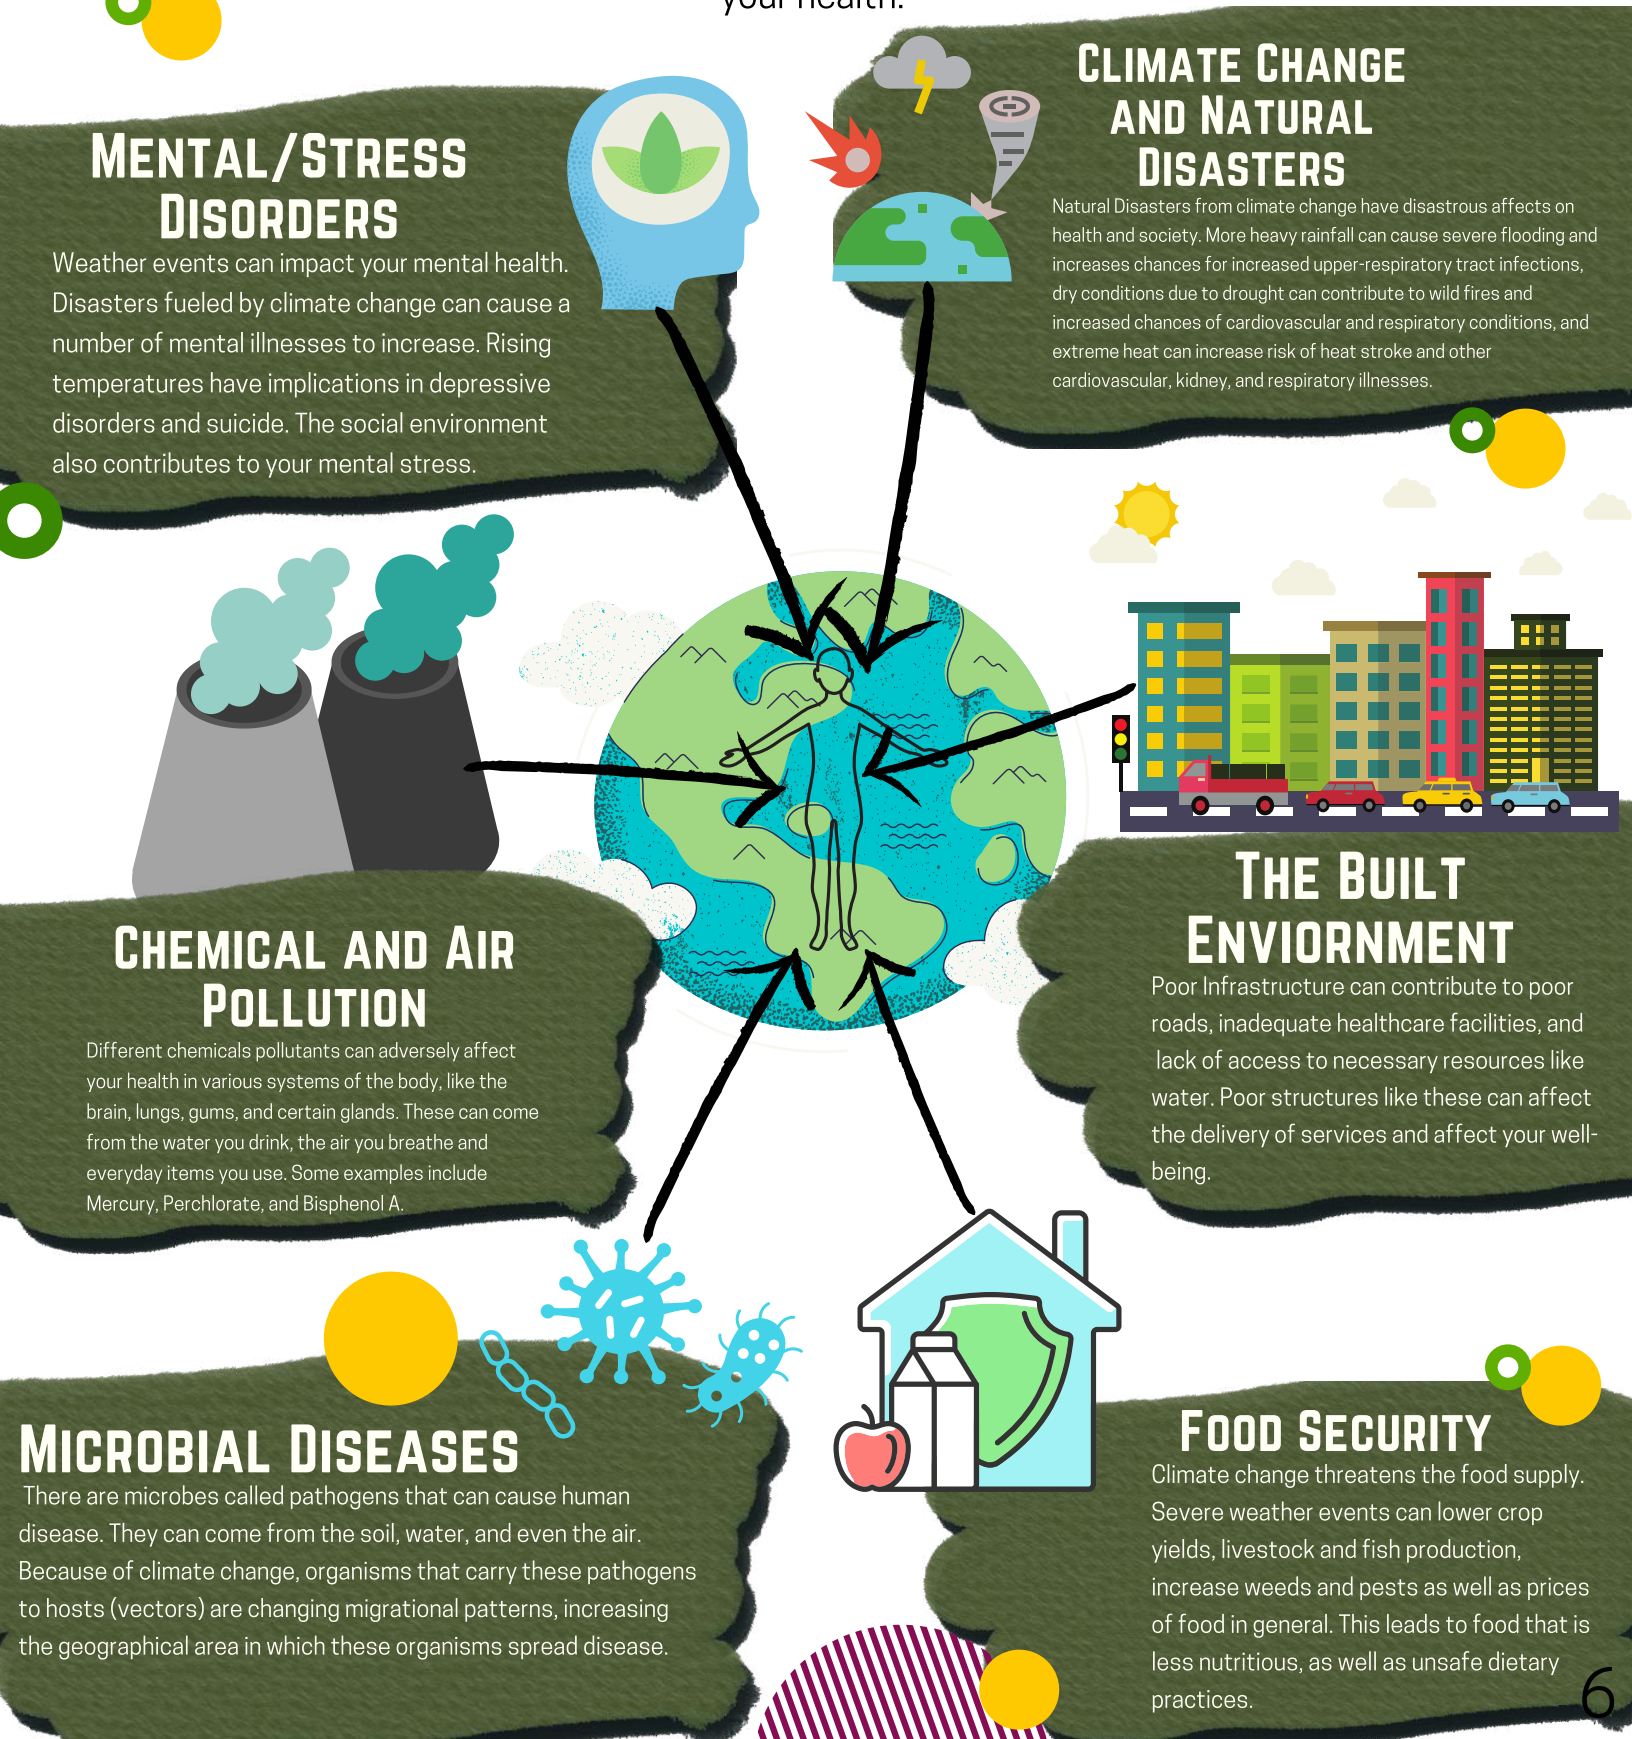 your health.
Mental/Stress
Disorders
Weather events can impact your mental health.
Disasters fueled by climate change can cause a
number of mental illnesses to increase. Rising
temperatures have implications in depressive
disorders and suicide. The social environment
also contributes to your mental stress.
Climate Change
and Natural
Disasters
Natural Disasters from climate change have disastrous affects on
health and society. More heavy rainfall can cause severe flooding and
increases chances for increased upper-respiratory tract infections,
dry conditions due to drought can contribute to wild fires and
increased chances of cardiovascular and respiratory conditions, and
extreme heat can increase risk of heat stroke and other
cardiovascular, kidney, and respiratory illnesses.
Chemical and Air
Pollution
Different chemicals pollutants can adversely affect
your health in various systems of the body, like the
brain, lungs, gums, and certain glands. These can come
from the water you drink, the air you breathe and
everyday items you use. Some examples include
Mercury, Perchlorate, and Bisphenol A.
The Built
Enviornment
Poor Infrastructure can contribute to poor
roads, inadequate healthcare facilities, and
lack of access to necessary resources like
water. Poor structures like these can affect
the delivery of services and affect your well-
being.
Microbial Diseases
There are microbes called pathogens that can cause human
disease. They can come from the soil, water, and even the air.
Because of climate change, organisms that carry these pathogens
to hosts (vectors) are changing migrational patterns, increasing
the geographical area in which these organisms spread disease.
Food Security
Climate change threatens the food supply.
Severe weather events can lower crop
yields, livestock and fish production,
increase weeds and pests as well as prices
of food in general. This leads to food that is
less nutritious, as well as unsafe dietary
practices.
6